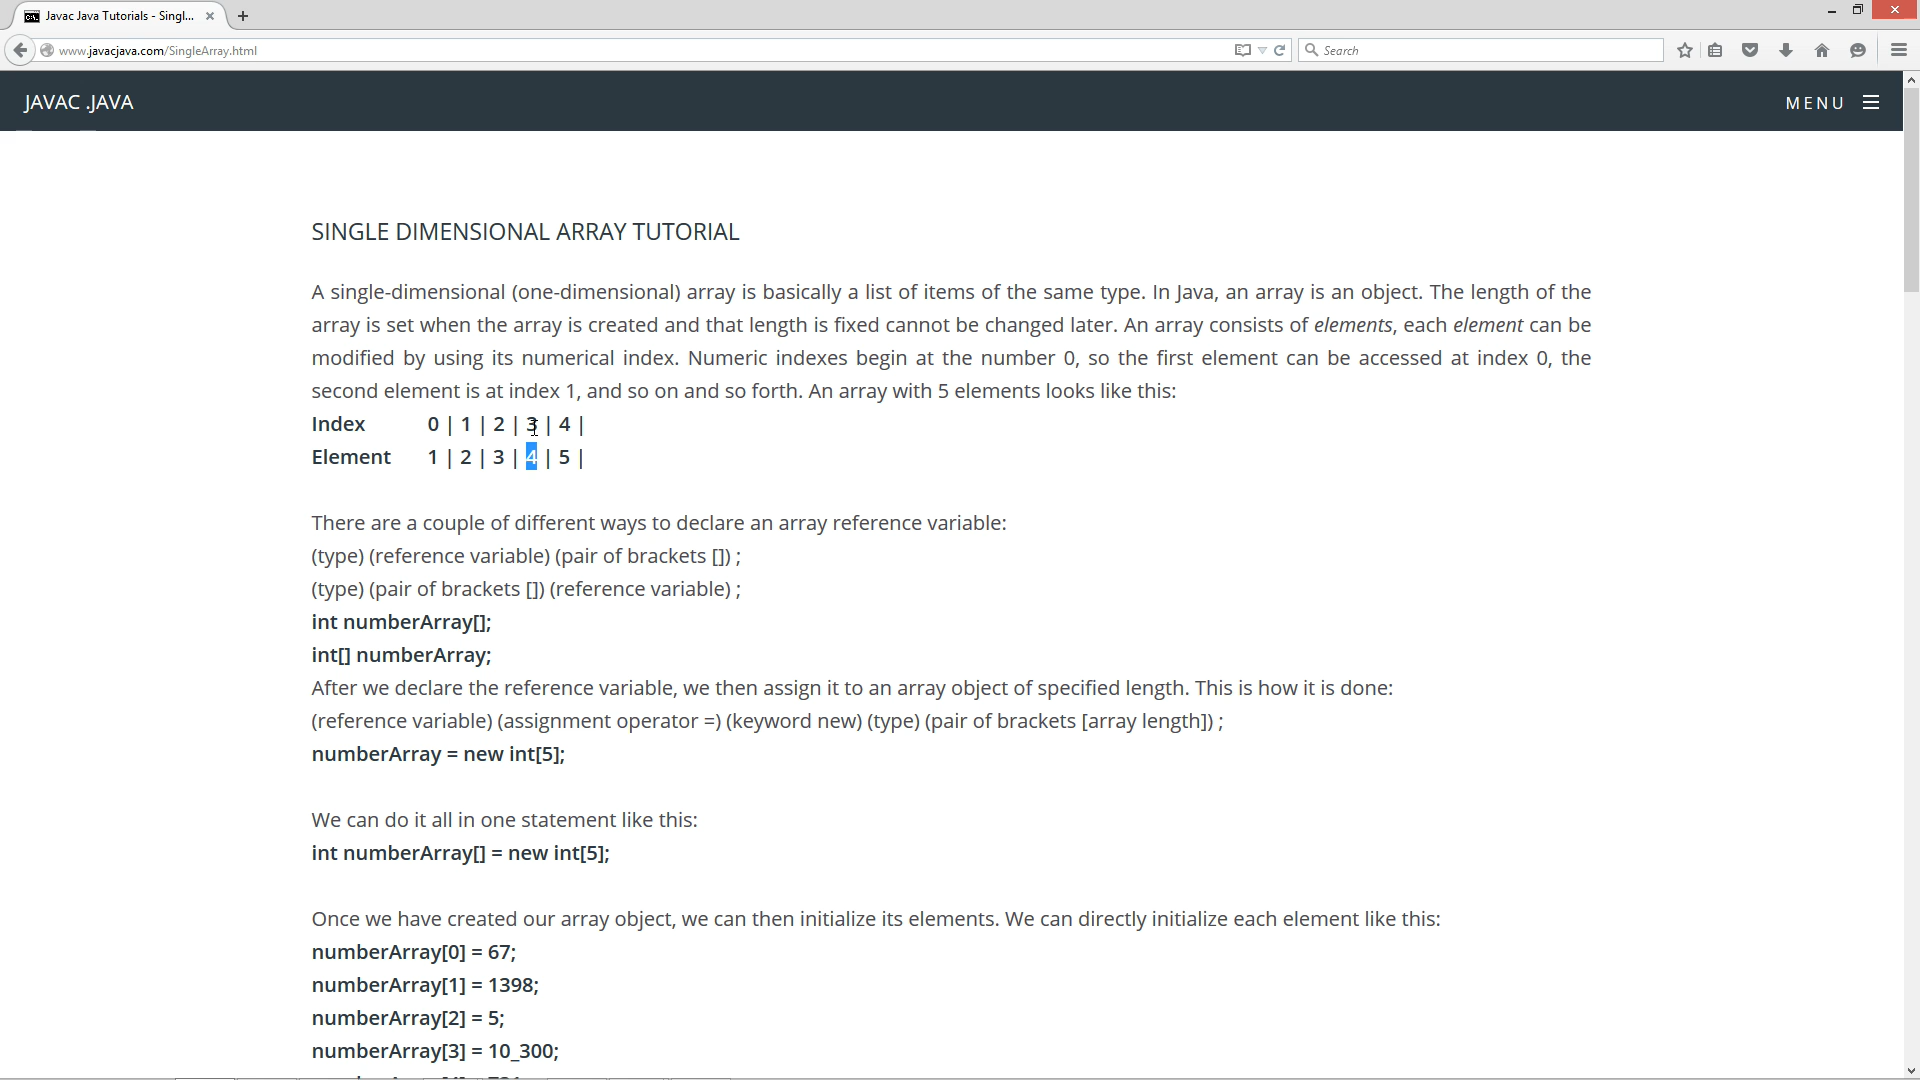 Javac Java Tutorials - Singl...
www.javacjava.com/SingleArray.html
Search
JAVAC .JAVA
MENU
SINGLE DIMENSIONAL ARRAY TUTORIAL
A single-dimensional (one-dimensional) array is basically a list of items of the same type. In Java, an array is an object. The length of the
array is set when the array is created and that length is fixed cannot be changed later. An array consists of elements, each element can be
modified by using its numerical index. Numeric indexes begin at the number 0, so the first element can be accessed at index 0, the
second element is at index 1, and so on and so forth. An array with 5 elements looks like this:
Index 0 | 1 | 2 | 3 | 4 |
Element 1 | 2 | 3 | 4 | 5 |
There are a couple of different ways to declare an array reference variable:
(type) (reference variable) (pair of brackets []) ;
(type) (pair of brackets []) (reference variable) ;
int numberArray[];
int[] numberArray;
After we declare the reference variable, we then assign it to an array object of specified length. This is how it is done:
(reference variable) (assignment operator =) (keyword new) (type) (pair of brackets [array length]) ;
numberArray = new int[5];
We can do it all in one statement like this:
int numberArray[] = new int[5];
Once we have created our array object, we can then initialize its elements. We can directly initialize each element like this:
numberArray[0] = 67;
numberArray[1] = 1398;
numberArray[2] = 5;
numberArray[3] = 10_300;